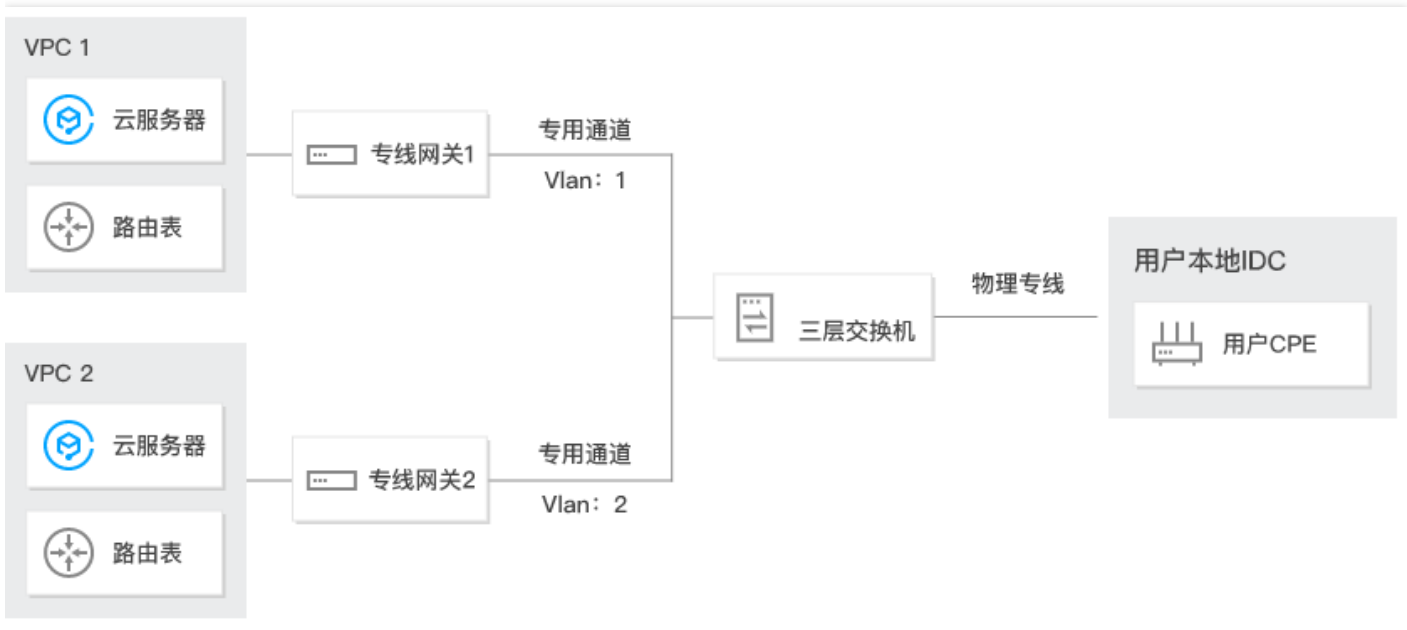 VPC 1
云服务器
路由表
专线网关1
专用通道
Vlan：1
VPC 2
云服务器
路由表
专线网关2
专用通道
Vlan：2
三层交换机
物理专线
用户本地IDC
用户CPE